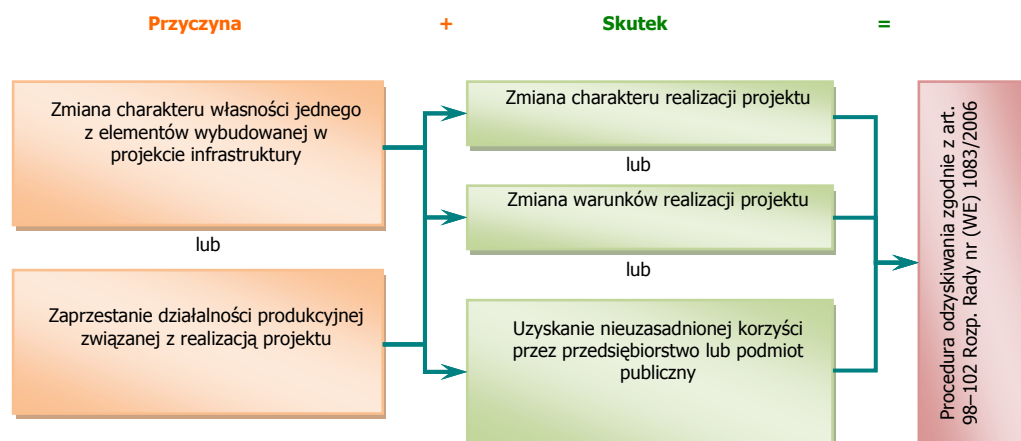 Przyczyna + Skutek =
Zmiana charakteru własności jednego
z elementów wybudowanej w
projekcie infrastruktury
lub
Zaprzestanie działalności produkcyjnej
związanej z realizacją projektu
Zmiana charakteru realizacji projektu
lub
Zmiana warunków realizacji projektu
lub
Uzyskanie nieuzasadnionej korzyści
przez przedsiębiorstwo lub podmiot
publiczny
Procedura odzyskiwania zgodnie z art.
98–102 Rozp. Rady nr (WE) 1083/2006